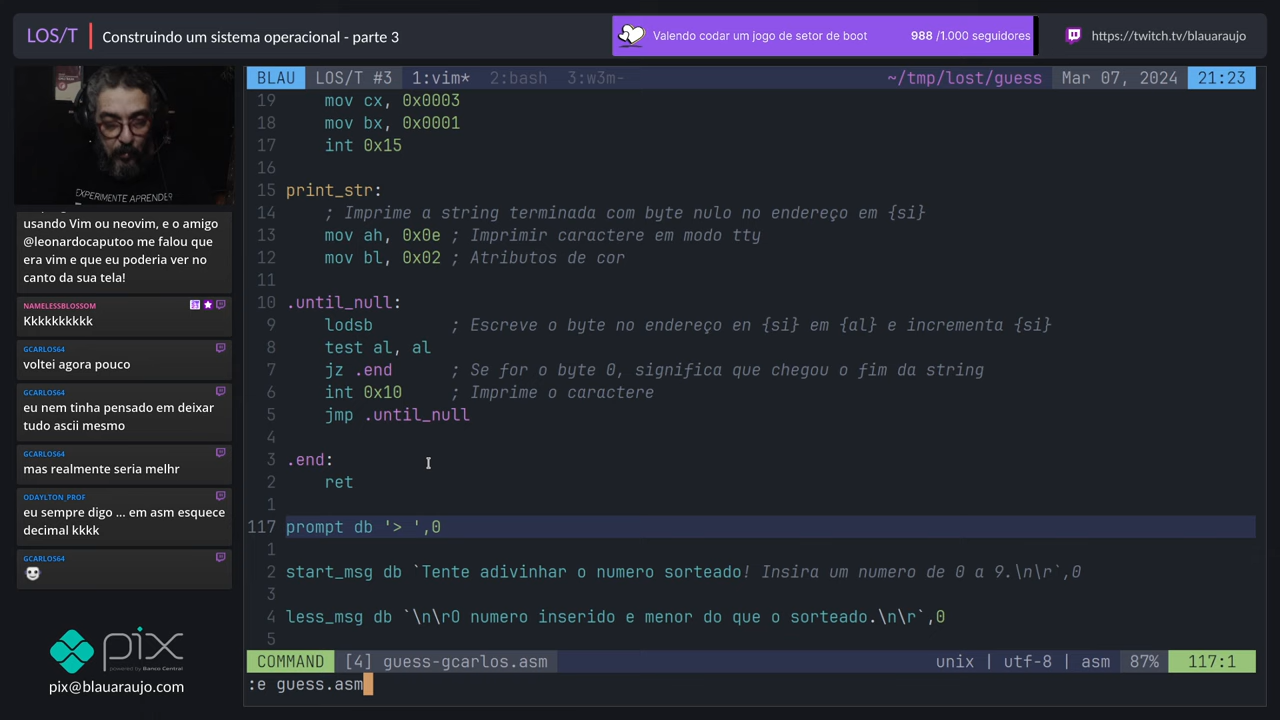 LOS/T
Construindo um sistema operacional - parte 3
Valendo codar um jogo de setor de boot
988 /1.000 seguidores
https://twitch.tv/blauaraujo
EXPERIMENTE APRENDER
usando Vim ou neovim, e o amigo
@leonardocaputoo me falou que
era vim e que eu poderia ver no
canto da sua tela!
NAMELESSBLOSSOM
Kkkkkkkkkk
GCARLOS64
voltei agora pouco
GCARLOS64
eu nem tinha pensado em deixar
tudo ascii mesmo
GCARLOS64
mas realmente seria melhr
ODAYLTON_PROF
eu sempre digo ... em asm esquece
decimal kkkk
GCARLOS64
pix
powered by Banco Central
pix@blauaraujo.com
BLAU LOS/T #3 1:vim* 2:bash 3:w3m- ~/tmp/lost/guess Mar 07, 2024 21:23
19 mov cx, 0x0003
18 mov bx, 0x0001
17 int 0x15
16
15 print_str:
14 ; Imprime a string terminada com byte nulo no endereço em {si}
13 mov ah, 0x0e ; Imprimir caractere em modo tty
12 mov bl, 0x02 ; Atributos de cor
11
10 .until_null:
9 lodsb ; Escreve o byte no endereço en {si} em {al} e incrementa {si}
8 test al, al
7 jz .end ; Se for o byte 0, significa que chegou o fim da string
6 int 0x10 ; Imprime o caractere
5 jmp .until_null
4
3 .end:
2 ret
1
117 prompt db '> ',0
1
2 start_msg db `Tente adivinhar o numero sorteado! Insira um numero de 0 a 9.\n\r`,0
3
4 less_msg db `\n\rO numero inserido e menor do que o sorteado.\n\r`,0
5
COMMAND [4] guess-gcarlos.asm unix | utf-8 | asm 87% 117:1
:e guess.asm